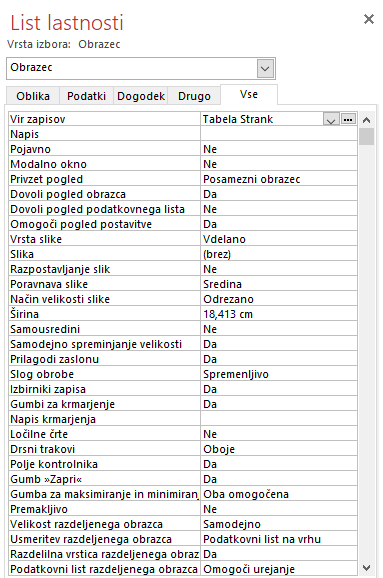 List lastnosti
Vrsta izbora: Obrazec
Obrazec
Oblika Podatki Dogodek Drugo Vse
Vir zapisov Tabela Strank
Napis
Pojavno Ne
Modalno okno Ne
Privzet pogled Posamezni obrazec
Dovoli pogled obrazca Da
Dovoli pogled podatkovnega lista Ne
Omogoči pogled postavitve Da
Vrsta slike Vdelano
Slika (brez)
Razpostavljanje slik Ne
Poravnava slike Sredina
Način velikosti slike Odrezano
Širina 18,413 cm
Samousredini Ne
Samodejno spreminjanje velikosti Da
Prilagodi zaslonu Da
Slog obrobe Spremenljivo
Izbirniki zapisa Da
Gumbi za krmarjenje Da
Napis krmarjenja
Ločilne črte Ne
Drsni trakovi Oboje
Polje kontrolnika Da
Gumb »Zapri« Da
Gumba za maksimiranje in minimiran Oba omogočena
Premakljivo Ne
Velikost razdeljenega obrazca Samodejno
Usmeritev razdeljenega obrazca Podatkovni list na vrhu
Razdelilna vrstica razdeljenega obraz Da
Podatkovni list razdeljenega obrazca Omogoči urejanje